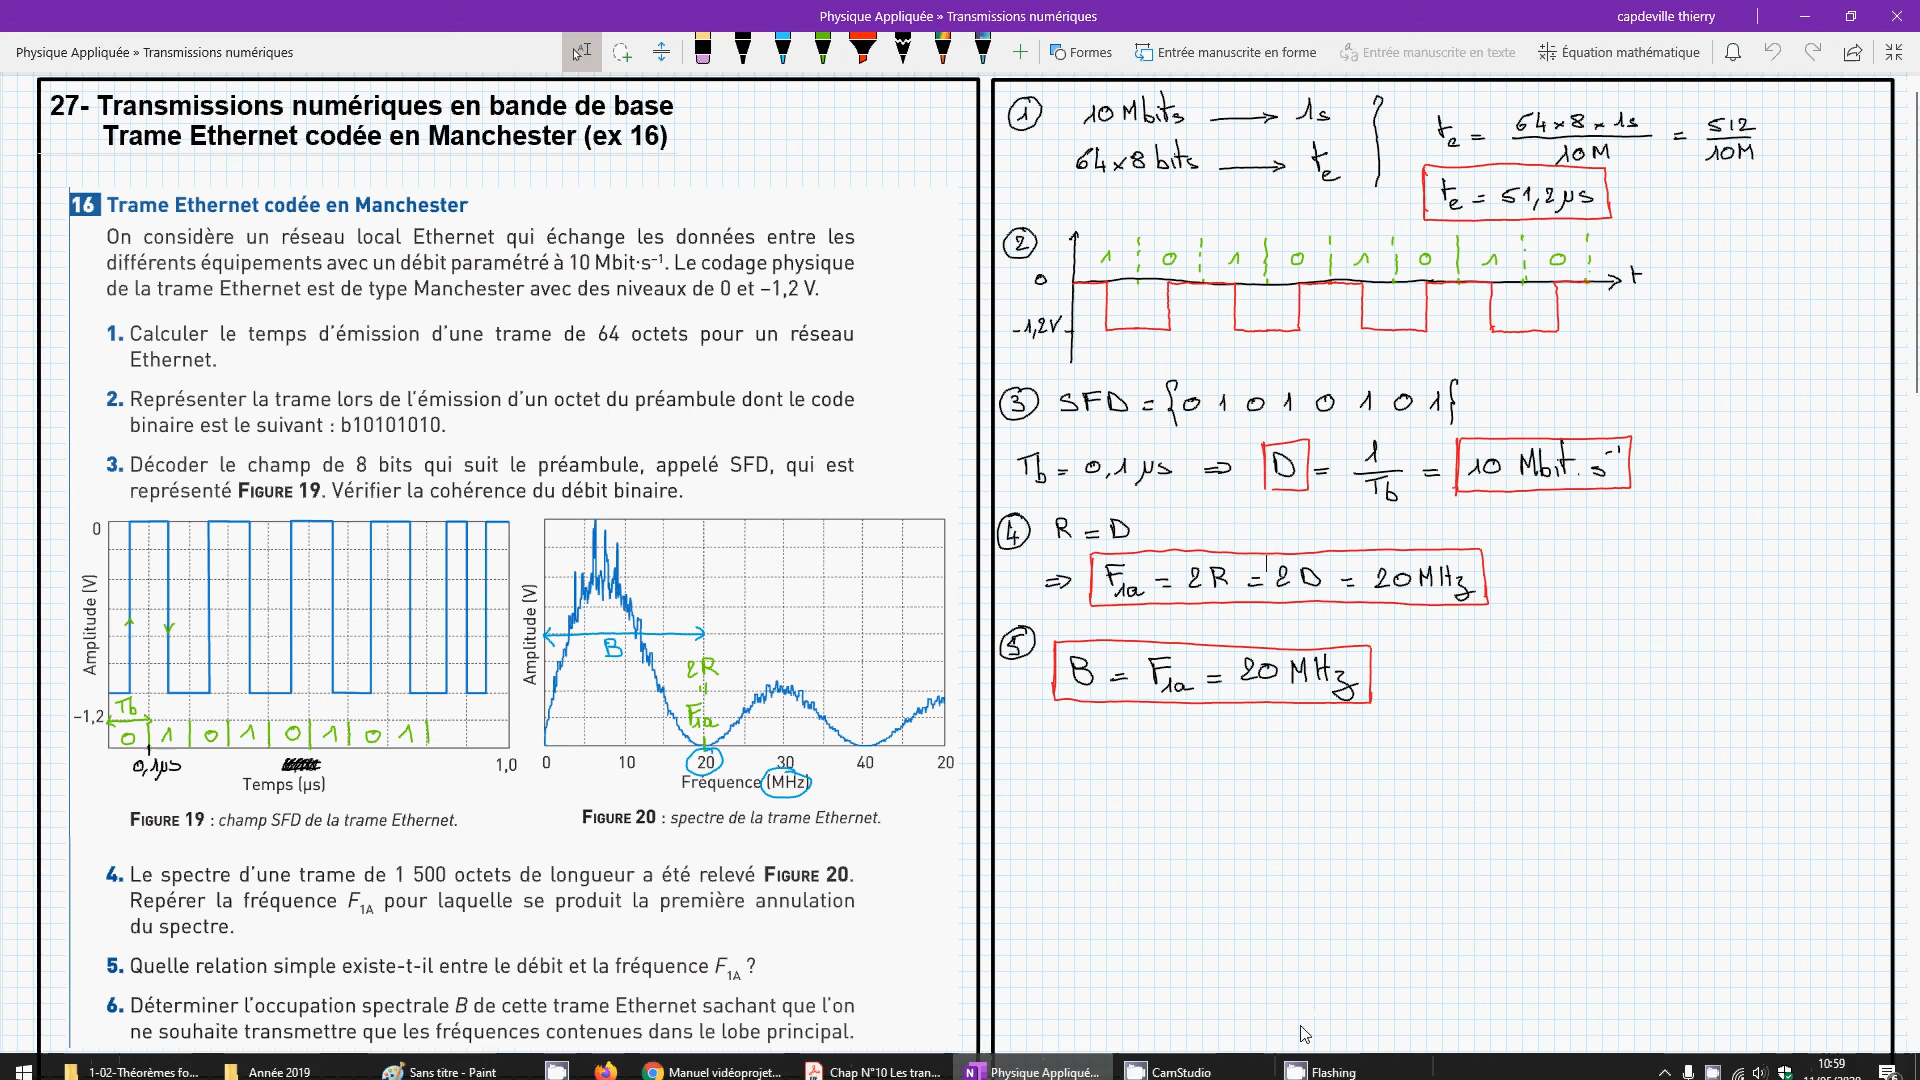 Physique Appliquée » Transmissions numériques
capdeville thierry
Physique Appliquée » Transmissions numériques
Formes
Entrée manuscrite en forme
Entrée manuscrite en texte
Équation mathématique
27- Transmissions numériques en bande de base
Trame Ethernet codée en Manchester (ex 16)
16 Trame Ethernet codée en Manchester
On considère un réseau local Ethernet qui échange les données entre les
différents équipements avec un débit paramétré à 10 Mbit·s⁻¹. Le codage physique
de la trame Ethernet est de type Manchester avec des niveaux de 0 et –1,2 V.
1. Calculer le temps d'émission d'une trame de 64 octets pour un réseau
Ethernet.
2. Représenter la trame lors de l'émission d'un octet du préambule dont le code
binaire est le suivant : b10101010.
3. Décoder le champ de 8 bits qui suit le préambule, appelé SFD, qui est
représenté FIGURE 19. Vérifier la cohérence du débit binaire.
0
Amplitude (V)
–1,2
Tb
0 1 0 1 0 1 0 1
0,1µs
1,0
Temps (µs)
FIGURE 19 : champ SFD de la trame Ethernet.
Amplitude (V)
B
2R
F1a
0 10 20 30 40 20
Fréquence (MHz)
FIGURE 20 : spectre de la trame Ethernet.
4. Le spectre d'une trame de 1 500 octets de longueur a été relevé FIGURE 20.
Repérer la fréquence F1A pour laquelle se produit la première annulation
du spectre.
5. Quelle relation simple existe-t-il entre le débit et la fréquence F1A ?
6. Déterminer l'occupation spectrale B de cette trame Ethernet sachant que l'on
ne souhaite transmettre que les fréquences contenues dans le lobe principal.
1 10 Mbits → 1s
64×8 bits → te
te = 64×8×1s / 10M = 512 / 10M
te = 51,2 µs
2
1 0 1 0 1 0 1 0
0
t
-1,2V
3 SFD = {0 1 0 1 0 1 0 1}
Tb = 0,1 µs ⇒ D = 1/Tb = 10 Mbit.s⁻¹
4 R = D
⇒ F1a = 2R = 2D = 20MHz
5 B = F1a = 20 MHz
1-02-Théorèmes fo...
Année 2019
Sans titre - Paint
Manuel vidéoprojet...
Chap N°10 Les tran...
Physique Appliqué...
CamStudio
Flashing
10:59